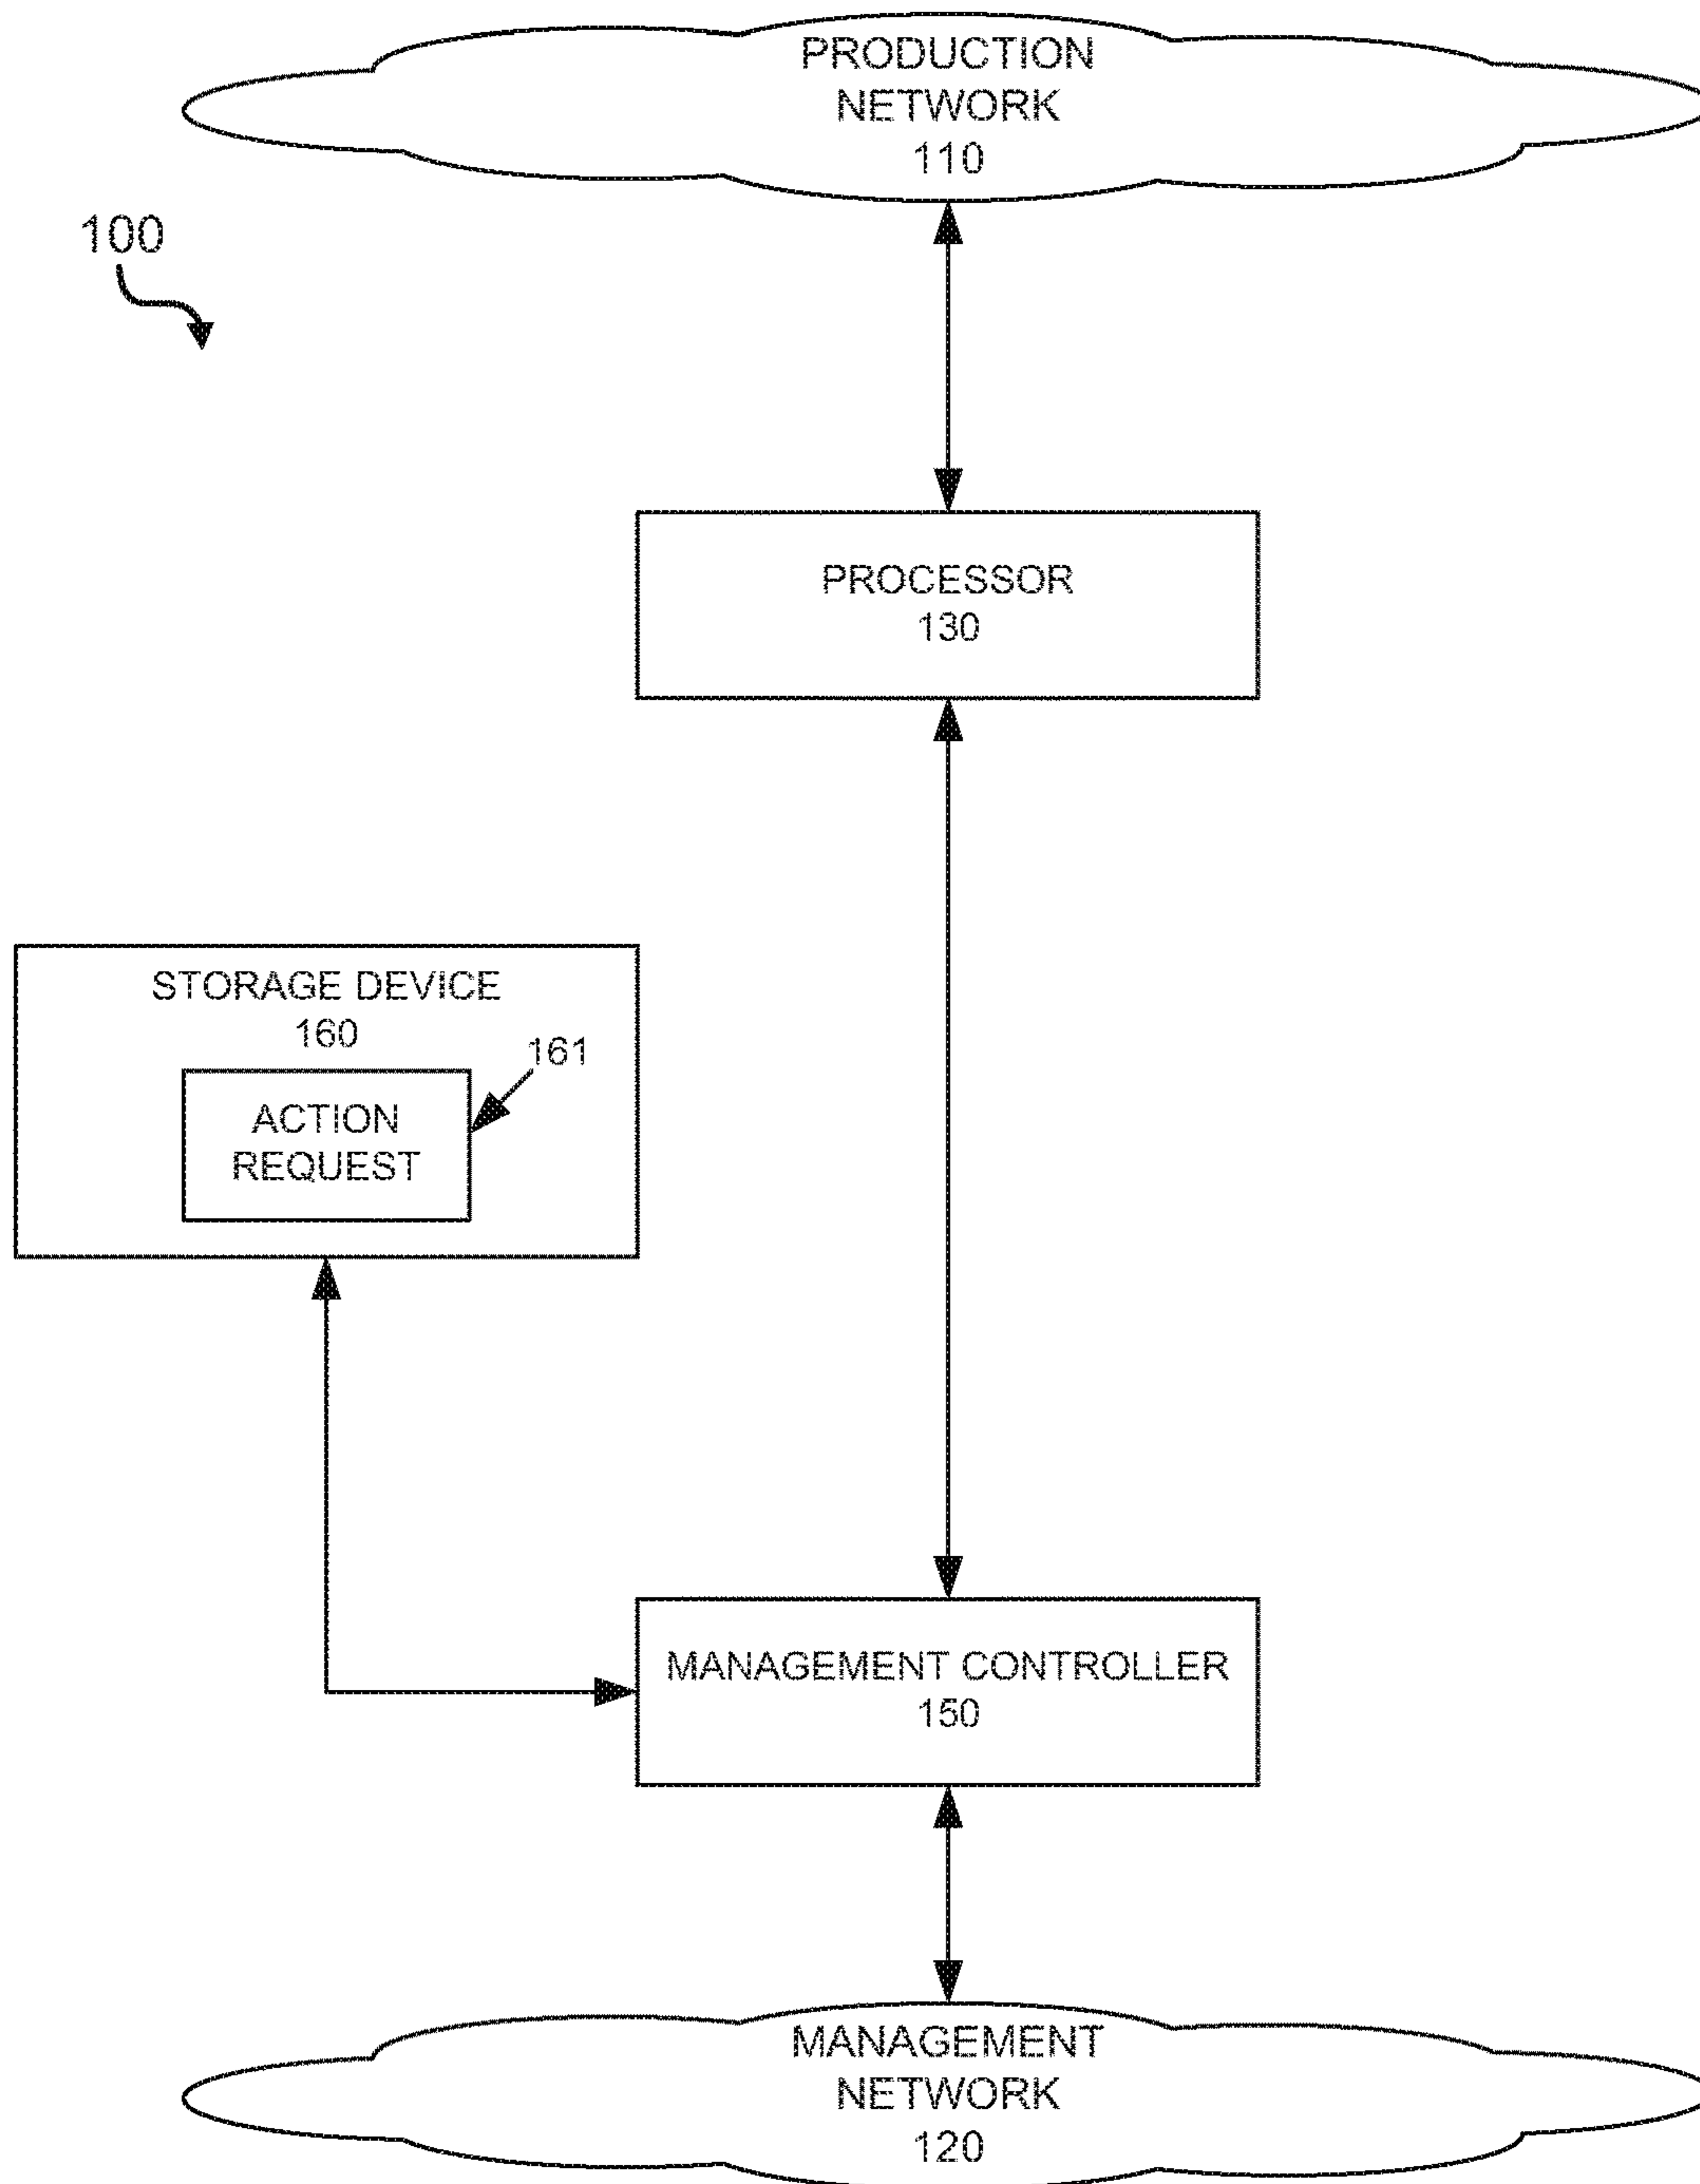 PRODUCTION
NETWORK
110
100
PROCESSOR
130
STORAGE DEVICE
160
161
ACTION
REQUEST
MANAGEMENT CONTROLLER
150
MANAGEMENT
NETWORK
120